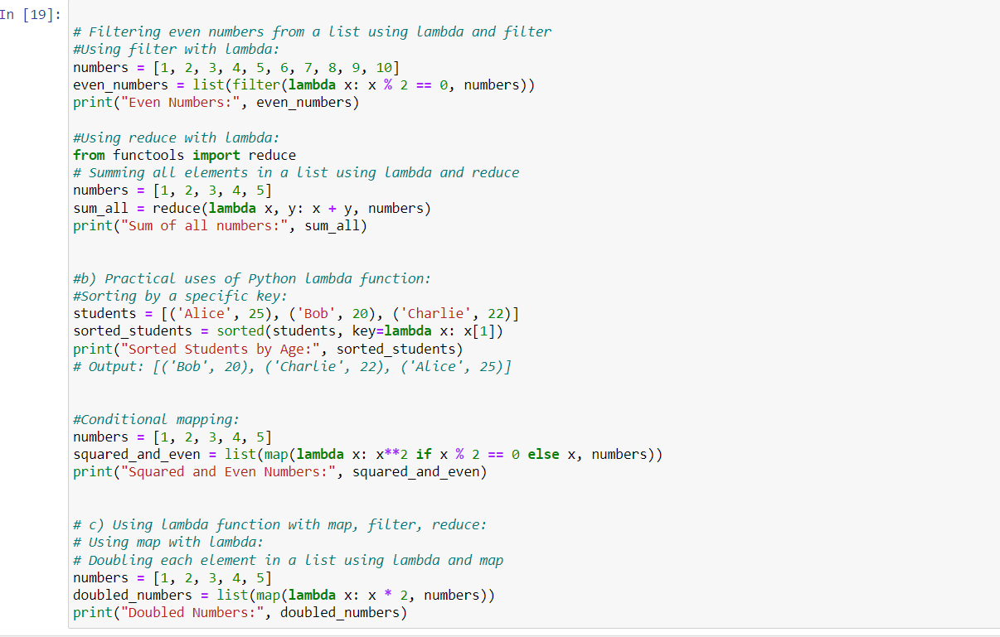 In [19]:
# Filtering even numbers from a list using lambda and filter
#Using filter with lambda:
numbers = [1, 2, 3, 4, 5, 6, 7, 8, 9, 10]
even_numbers = list(filter(lambda x: x % 2 == 0, numbers))
print("Even Numbers:", even_numbers)
#Using reduce with lambda:
from functools import reduce
# Summing all elements in a list using lambda and reduce
numbers = [1, 2, 3, 4, 5]
sum_all = reduce(lambda x, y: x + y, numbers)
print("Sum of all numbers:", sum_all)
#b) Practical uses of Python lambda function:
#Sorting by a specific key:
students = [('Alice', 25), ('Bob', 20), ('Charlie', 22)]
sorted_students = sorted(students, key=lambda x: x[1])
print("Sorted Students by Age:", sorted_students)
# Output: [('Bob', 20), ('Charlie', 22), ('Alice', 25)]
#Conditional mapping:
numbers = [1, 2, 3, 4, 5]
squared_and_even = list(map(lambda x: x**2 if x % 2 == 0 else x, numbers))
print("Squared and Even Numbers:", squared_and_even)
# c) Using lambda function with map, filter, reduce:
# Using map with lambda:
# Doubling each element in a list using lambda and map
numbers = [1, 2, 3, 4, 5]
doubled_numbers = list(map(lambda x: x * 2, numbers))
print("Doubled Numbers:", doubled_numbers)